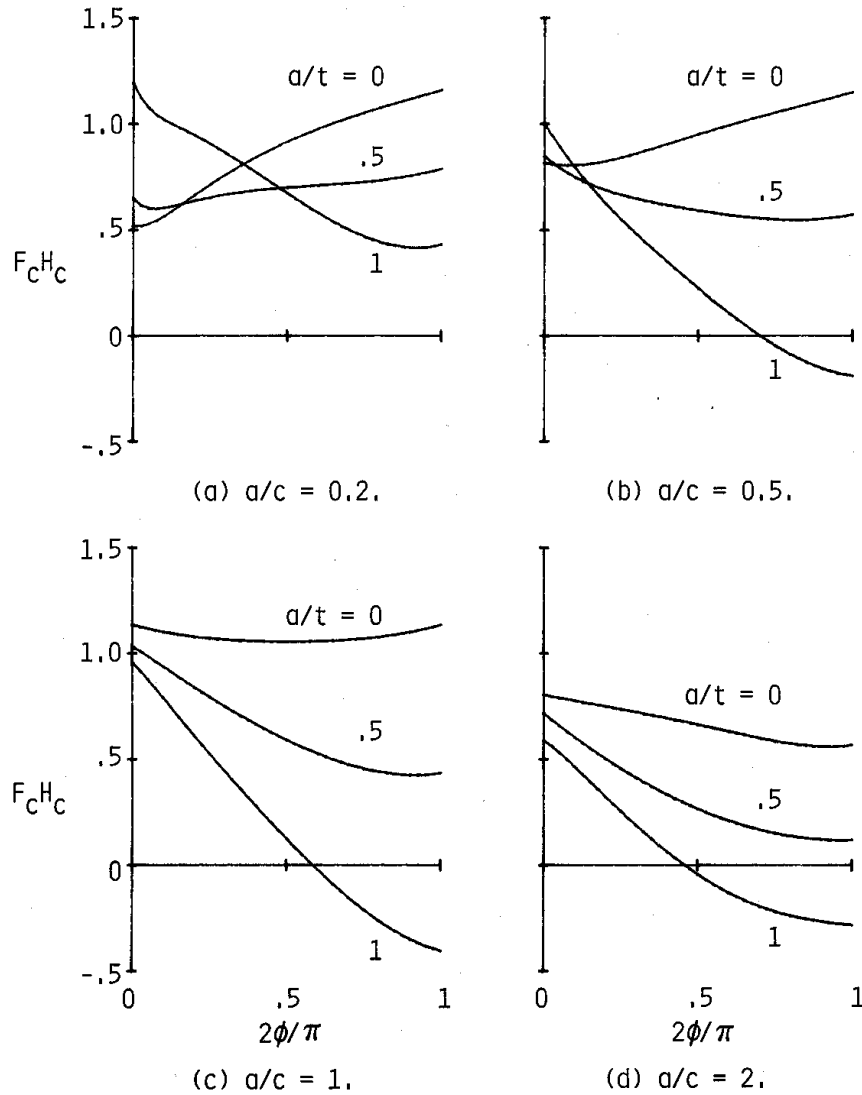 1.5
1.0
.5
0
-.5
F_CH_C
a/t = 0
.5
1
(a) a/c = 0.2.
a/t = 0
.5
1
(b) a/c = 0.5.
1.5
1.0
.5
0
-.5
F_CH_C
a/t = 0
.5
1
0
.5
1
2ϕ/π
(c) a/c = 1.
a/t = 0
.5
1
0
.5
1
2ϕ/π
(d) a/c = 2.